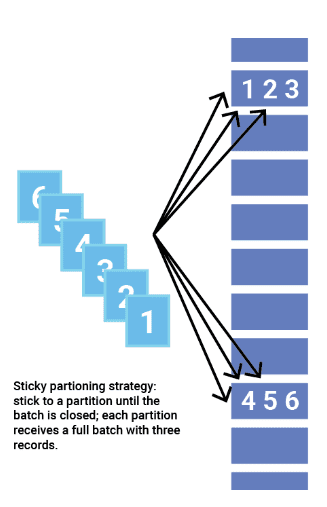 1 2 3
6
5
4
3
2
1
Sticky partioning strategy:
stick to a partition until the
batch is closed; each partition
receives a full batch with three
records.
4 5 6